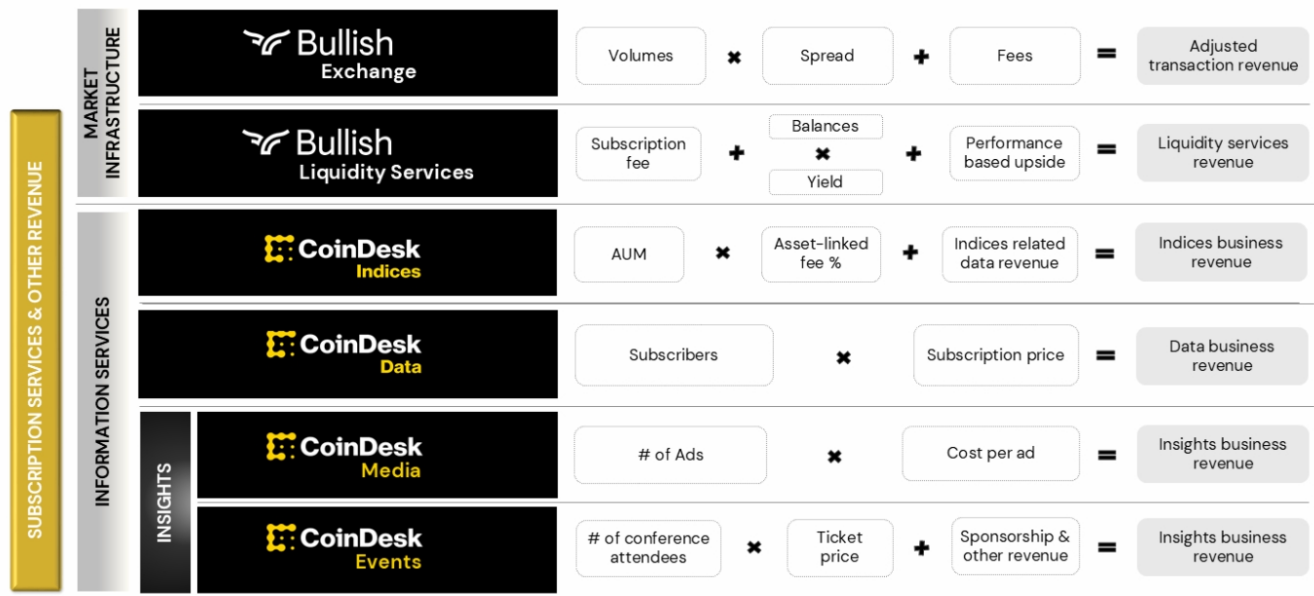 SUBSCRIPTION SERVICES & OTHER REVENUE
MARKET
INFRASTRUCTURE
Bullish
Exchange
Volumes
×
Spread
+
Fees
=
Adjusted
transaction revenue
Bullish
Liquidity Services
Subscription
fee
+
Balances
×
Yield
+
Performance
based upside
=
Liquidity services
revenue
INFORMATION SERVICES
CoinDesk
Indices
AUM
×
Asset-linked
fee %
+
Indices related
data revenue
=
Indices business
revenue
CoinDesk
Data
Subscribers
×
Subscription price
=
Data business
revenue
INSIGHTS
CoinDesk
Media
# of Ads
×
Cost per ad
=
Insights business
revenue
CoinDesk
Events
# of conference
attendees
×
Ticket
price
+
Sponsorship &
other revenue
=
Insights business
revenue